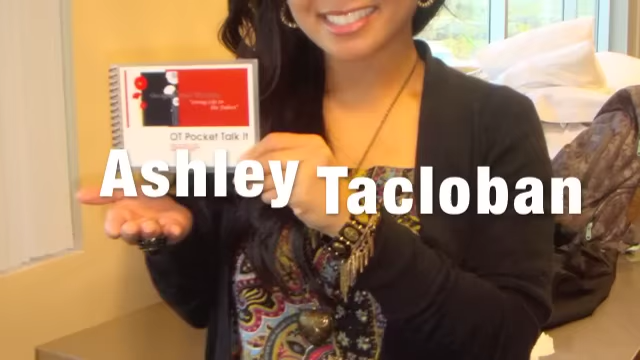 "Living Life to
the Fullest"
OT Pocket Talk It
Ashley Tacloban